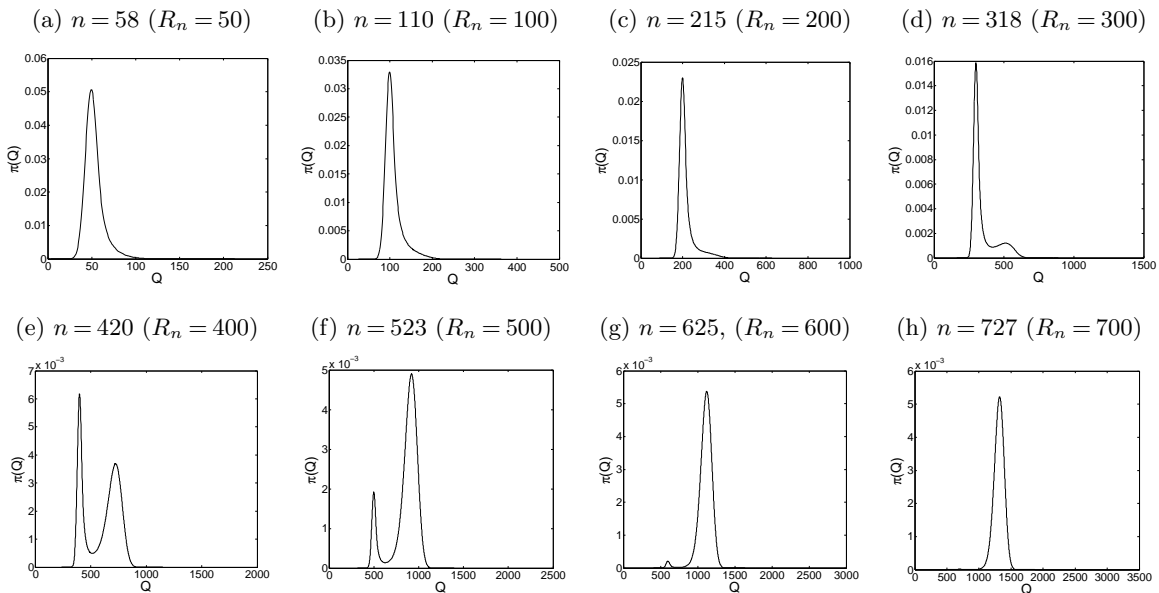 (a) n = 58 (R_n = 50)
(b) n = 110 (R_n = 100)
(c) n = 215 (R_n = 200)
(d) n = 318 (R_n = 300)
0.06
0.05
0.04
0.03
0.02
0.01
0
π(Q)
0 50 100 150 200 250
Q
0.035
0.03
0.025
0.02
0.015
0.01
0.005
0
π(Q)
0 100 200 300 400 500
Q
0.025
0.02
0.015
0.01
0.005
0
π(Q)
0 200 400 600 800 1000
Q
0.016
0.014
0.012
0.01
0.008
0.006
0.004
0.002
0
π(Q)
0 500 1000 1500
Q
(e) n = 420 (R_n = 400)
(f) n = 523 (R_n = 500)
(g) n = 625, (R_n = 600)
(h) n = 727 (R_n = 700)
x 10⁻³
7
6
5
4
3
2
1
0
π(Q)
0 500 1000 1500 2000
Q
x 10⁻³
5
4
3
2
1
0
π(Q)
0 500 1000 1500 2000 2500
Q
x 10⁻³
6
5
4
3
2
1
0
π(Q)
0 500 1000 1500 2000 2500 3000
Q
x 10⁻³
6
5
4
3
2
1
0
π(Q)
0 500 1000 1500 2000 2500 3000 3500
Q